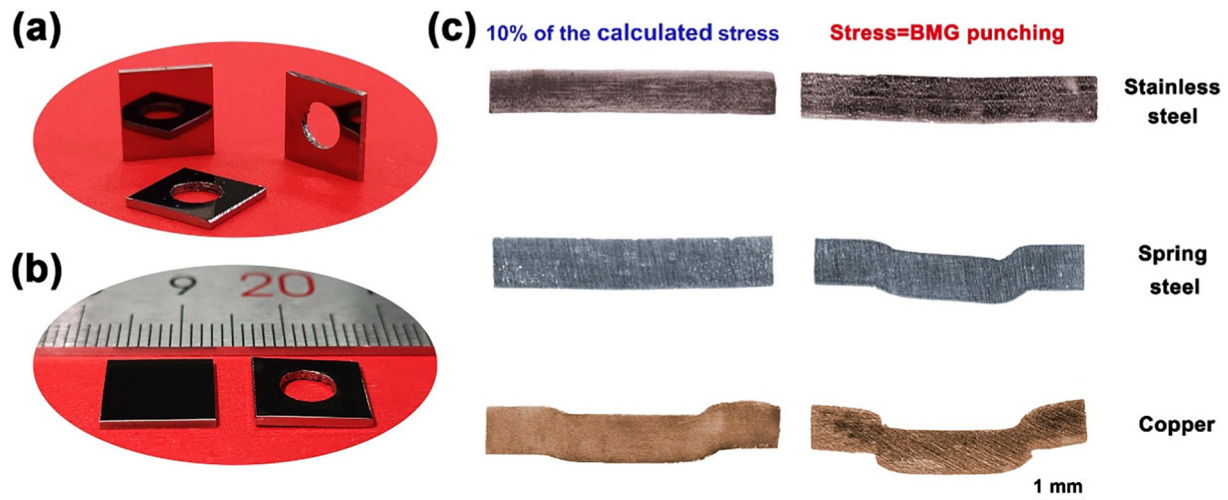 (a)
(b)
9 20
(c)
10% of the calculated stress
Stress=BMG punching
Stainless
steel
Spring
steel
Copper
1 mm